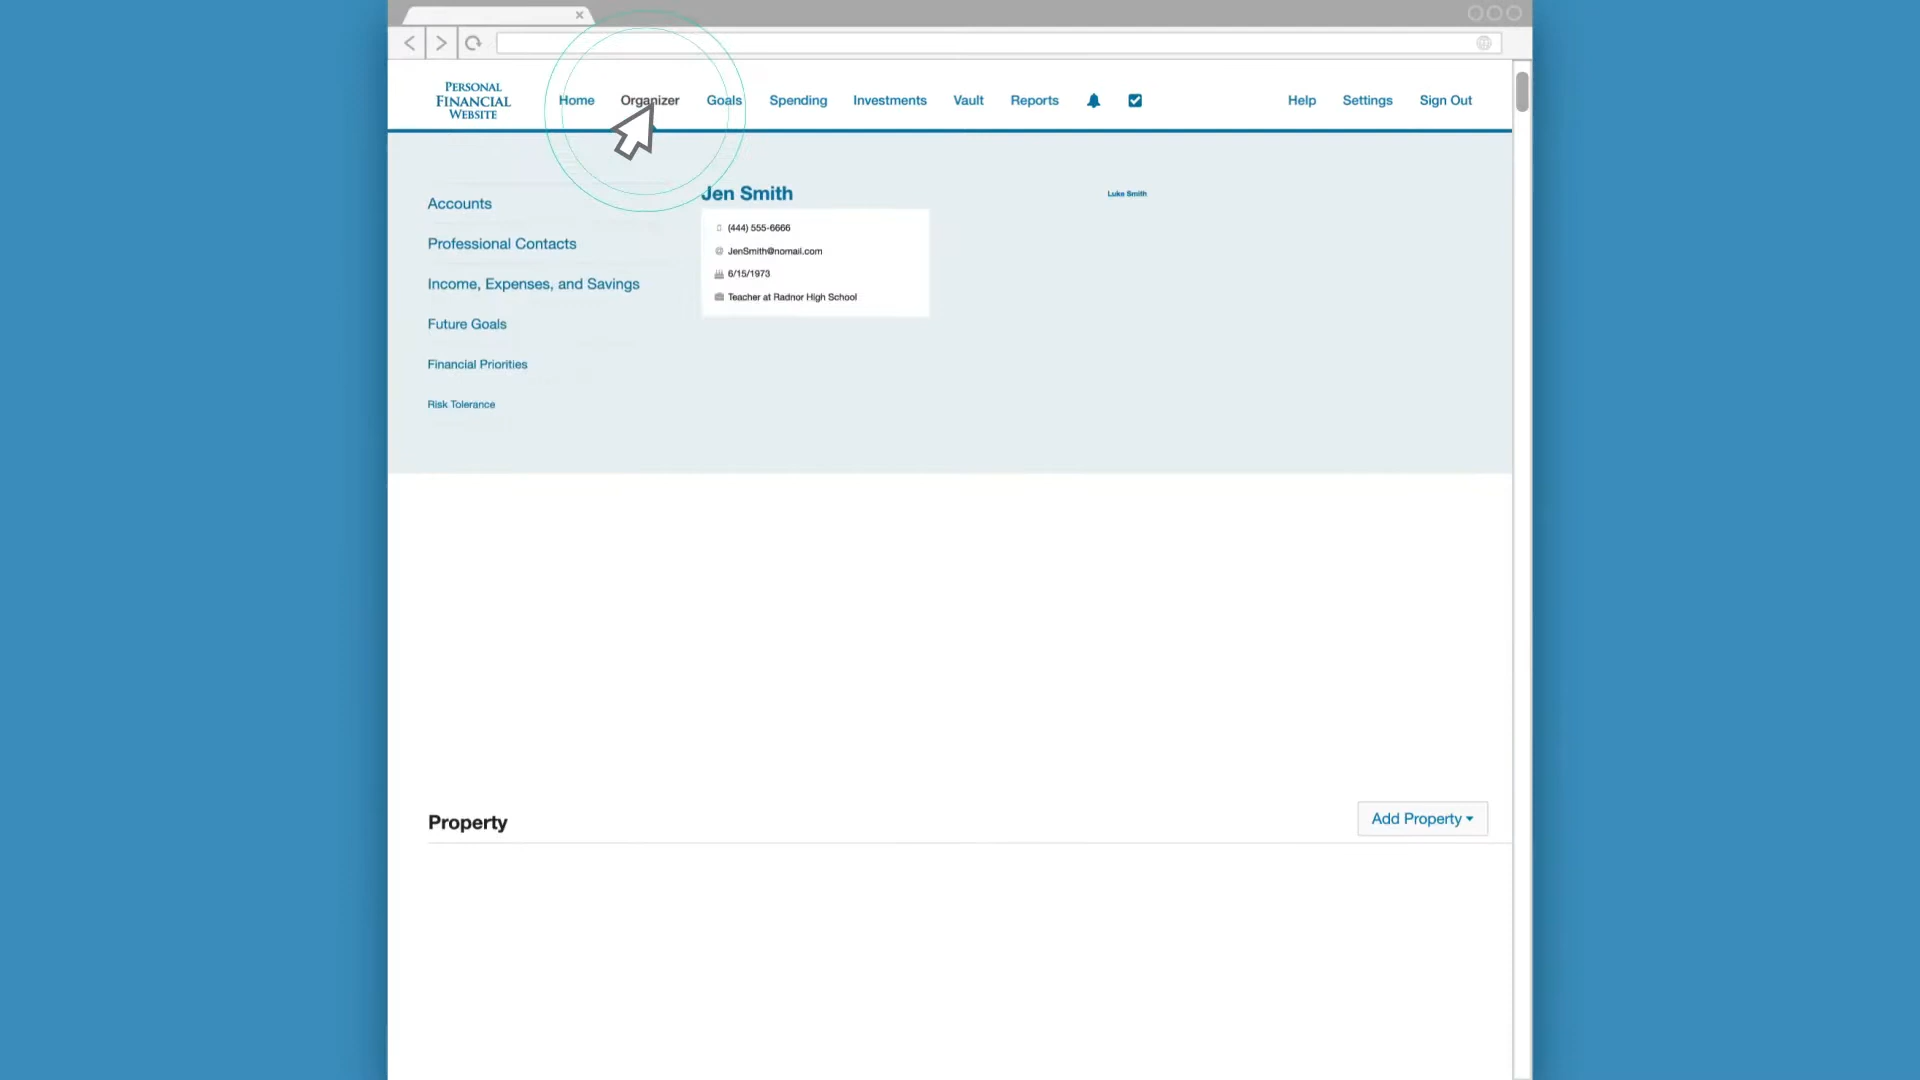 PERSONAL
FINANCIAL
WEBSITE
Home Organizer Goals Spending Investments Vault Reports Help Settings Sign Out
Accounts
Professional Contacts
Income, Expenses, and Savings
Future Goals
Financial Priorities
Risk Tolerance
Jen Smith
(444) 555-6666
JenSmith@nomail.com
6/15/1973
Teacher at Radnor High School
Luke Smith
Property
Add Property